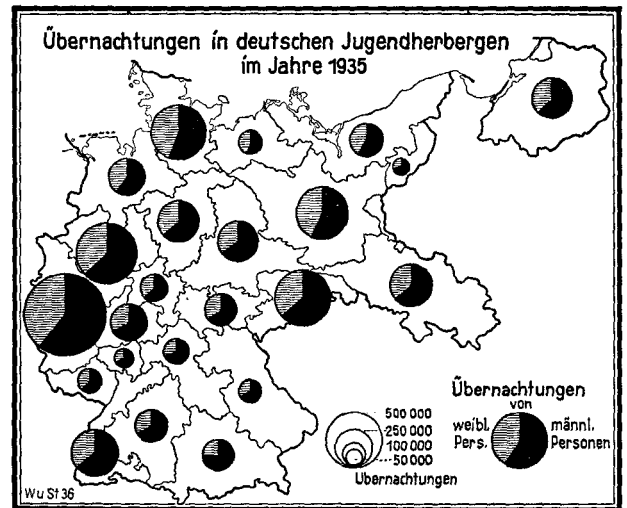 Übernachtungen in deutschen Jugendherbergen
im Jahre 1935
500 000
250 000
100 000
50 000
Übernachtungen
Übernachtungen
von
weibl. Pers.
männl. Personen
W u St 36